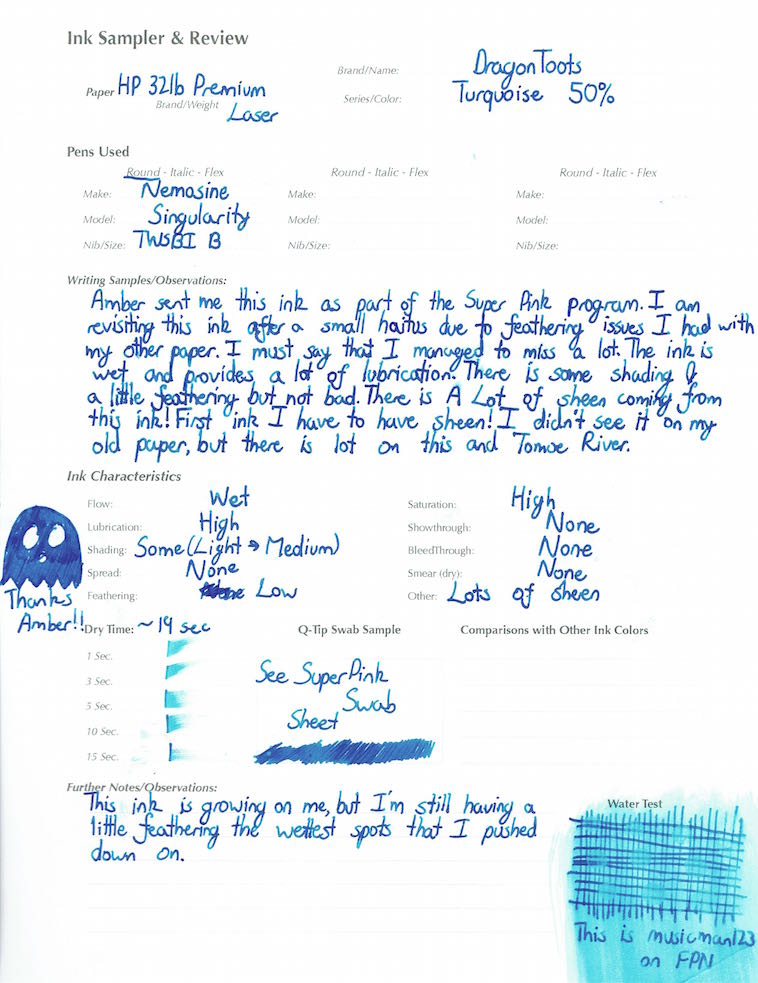 Ink Sampler & Review
Paper HP 32lb Premium
Brand/Weight
Laser
Brand/Name: DragonToots
Series/Color: Turquoise 50%
Pens Used
Round - Italic - Flex Round - Italic - Flex Round - Italic - Flex
Make: Nemosine Make: Make:
Model: Singularity Model: Model:
Nib/Size: TWSBI B Nib/Size: Nib/Size:
Writing Samples/Observations:
Amber sent me this ink as part of the Super Pink program. I am
revisiting this ink after a small haitus due to feathering issues I had with
my other paper. I must say that I managed to miss a lot. The ink is
wet and provides a lot of lubrication. There is some shading &
a little feathering but not bad. There is A Lot of sheen coming from
this ink! First ink I have to have sheen! I didn't see it on my
old paper, but there is lot on this and Tomoe River.
Ink Characteristics
Flow: Wet Saturation: High
Lubrication: High Showthrough: None
Shading: Some (Light → Medium) BleedThrough: None
Spread: None Smear (dry): None
Feathering: Low Other: Lots of sheen
Thanks
Amber!!
Dry Time: ~19 sec Q-Tip Swab Sample Comparisons with Other Ink Colors
1 Sec.
3 Sec.
5 Sec.
10 Sec.
15 Sec.
See SuperPink
Swab
Sheet
Further Notes/Observations:
This ink is growing on me, but I'm still having a
little feathering the wettest spots that I pushed
down on.
Water Test
This is musicman123
on FPN